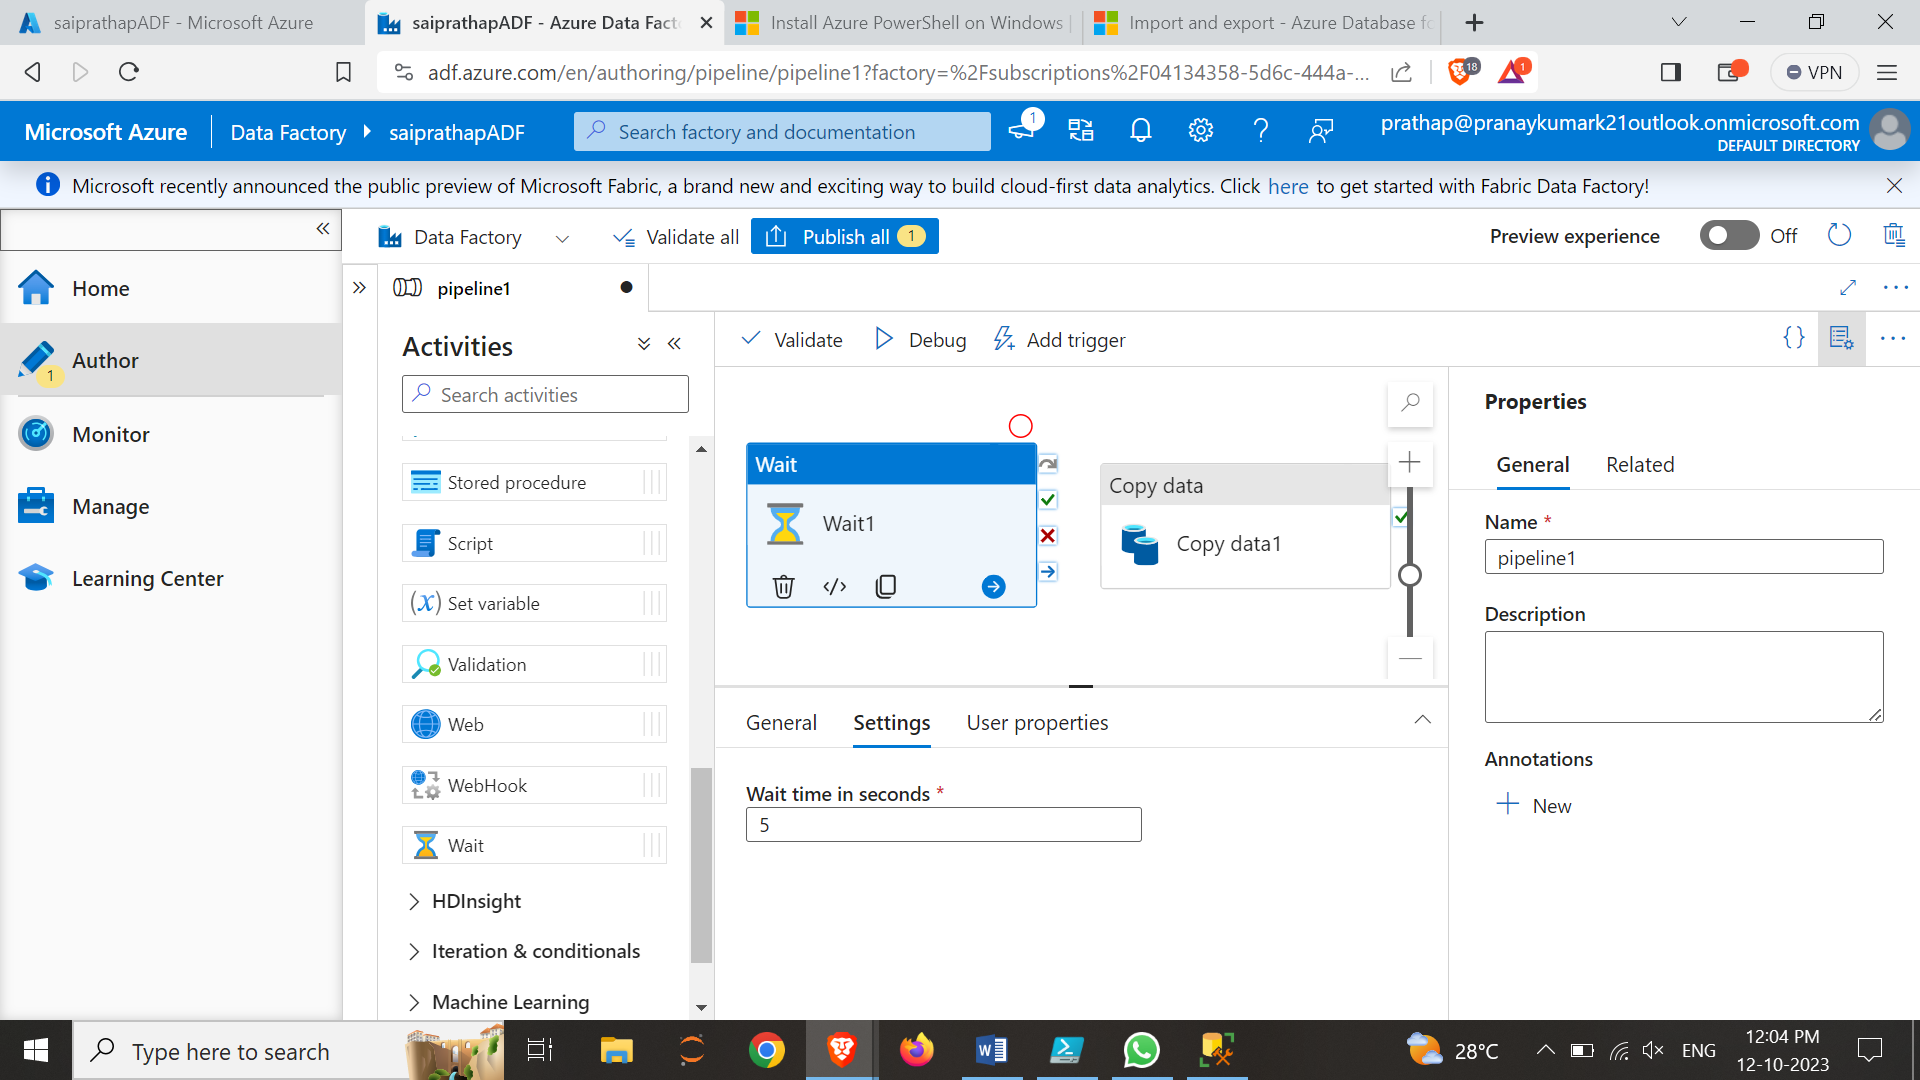 saiprathapADF - Microsoft Azure
saiprathapADF - Azure Data Fact
Install Azure PowerShell on Windows |
Import and export - Azure Database fo
adf.azure.com/en/authoring/pipeline/pipeline1?factory=%2Fsubscriptions%2F04134358-5d6c-444a-...
18
1
VPN
Microsoft Azure
Data Factory
saiprathapADF
Search factory and documentation
1
prathap@pranaykumark21outlook.onmicrosoft.com
DEFAULT DIRECTORY
Microsoft recently announced the public preview of Microsoft Fabric, a brand new and exciting way to build cloud-first data analytics. Click here to get started with Fabric Data Factory!
Data Factory
Validate all
Publish all 1
Preview experience
Off
Home
Author
1
Monitor
Manage
Learning Center
pipeline1
Activities
Search activities
Stored procedure
Script
(x) Set variable
Validation
Web
WebHook
Wait
HDInsight
Iteration & conditionals
Machine Learning
Validate
Debug
Add trigger
{}
Wait
Wait1
Copy data
Copy data1
General
Settings
User properties
Wait time in seconds *
5
Properties
General
Related
Name *
pipeline1
Description
Annotations
New
Type here to search
28°C
ENG
12:04 PM
12-10-2023